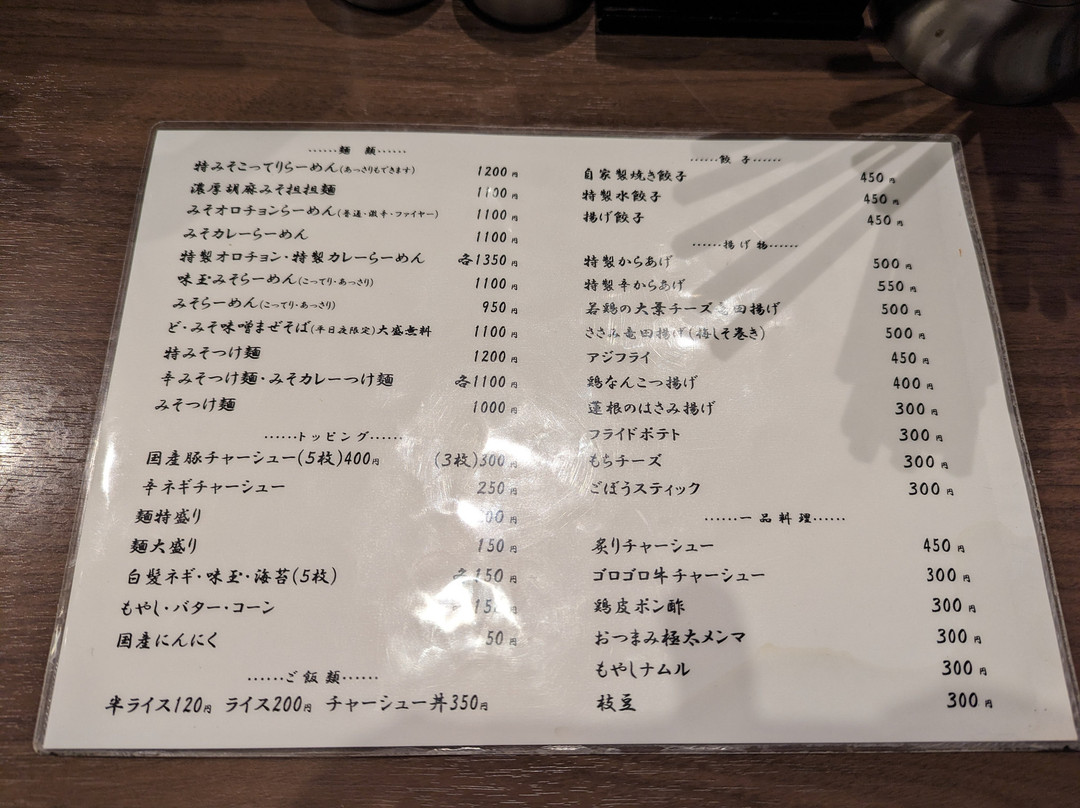 ......麺 類......
特みそこってりらーめん(あっさりもできます) 1200円
濃厚胡麻みそ担担麺 1100円
みそオロチョンらーめん(普通・激辛・ファイヤー) 1100円
みそカレーらーめん 1100円
特製オロチョン・特製カレーらーめん 各1350円
味玉みそらーめん(こってり・あっさり) 1100円
みそらーめん(こってり・あっさり) 950円
ど・みそ味噌まぜそば(平日夜限定)大盛無料 1100円
特みそつけ麺 1200円
辛みそつけ麺・みそカレーつけ麺 各1100円
みそつけ麺 1000円
......トッピング......
国産豚チャーシュー(5枚)400円 (3枚)300円
辛ネギチャーシュー 250円
麺特盛り 円
麺大盛り 150円
白髪ネギ・味玉・海苔(5枚) 各150円
もやし・バター・コーン 円
国産にんにく 50円
......ご飯類......
半ライス120円 ライス200円 チャーシュー丼350円
......餃子......
自家製焼き餃子 450円
特製水餃子 450円
揚げ餃子 450円
......揚げ物......
特製からあげ 500円
特製辛からあげ 550円
若鶏の大葉チーズ竜田揚げ 500円
ささみ竜田揚げ(梅しそ巻き) 500円
アジフライ 450円
鶏なんこつ揚げ 400円
蓮根のはさみ揚げ 300円
フライドポテト 300円
もちチーズ 300円
ごぼうスティック 300円
......一品料理......
炙りチャーシュー 450円
ゴロゴロ牛チャーシュー 300円
鶏皮ポン酢 300円
おつまみ極太メンマ 300円
もやしナムル 300円
枝豆 300円